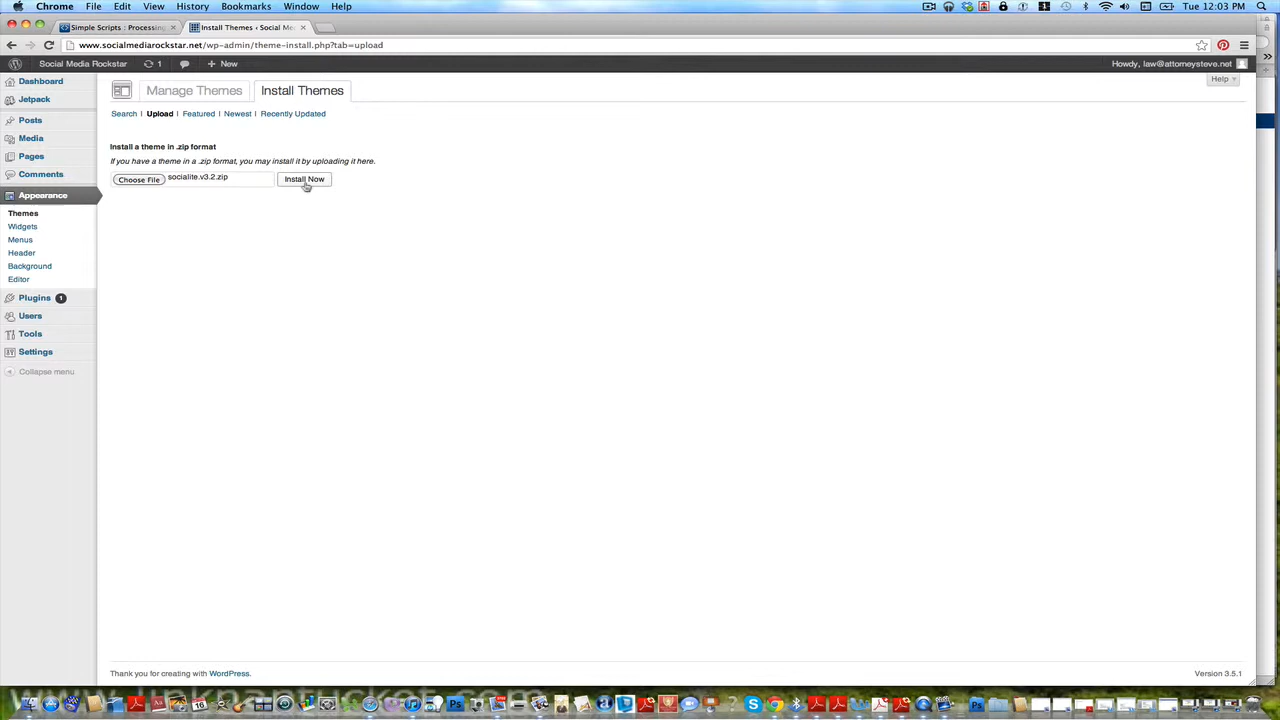 Chrome File Edit View History Bookmarks Window Help Tue 12:03 PM
Simple Scripts : Processing Install Themes ‹ Social Me
www.socialmediarockstar.net/wp-admin/theme-install.php?tab=upload
Social Media Rockstar 1 + New Howdy, law@attorneysteve.net
Dashboard
Jetpack
Posts
Media
Pages
Comments
Appearance
Themes
Widgets
Menus
Header
Background
Editor
Plugins 1
Users
Tools
Settings
Collapse menu
Manage Themes Install Themes Help
Search | Upload | Featured | Newest | Recently Updated
Install a theme in .zip format
If you have a theme in a .zip format, you may install it by uploading it here.
Choose File socialite.v3.2.zip Install Now
Thank you for creating with WordPress. Version 3.5.1